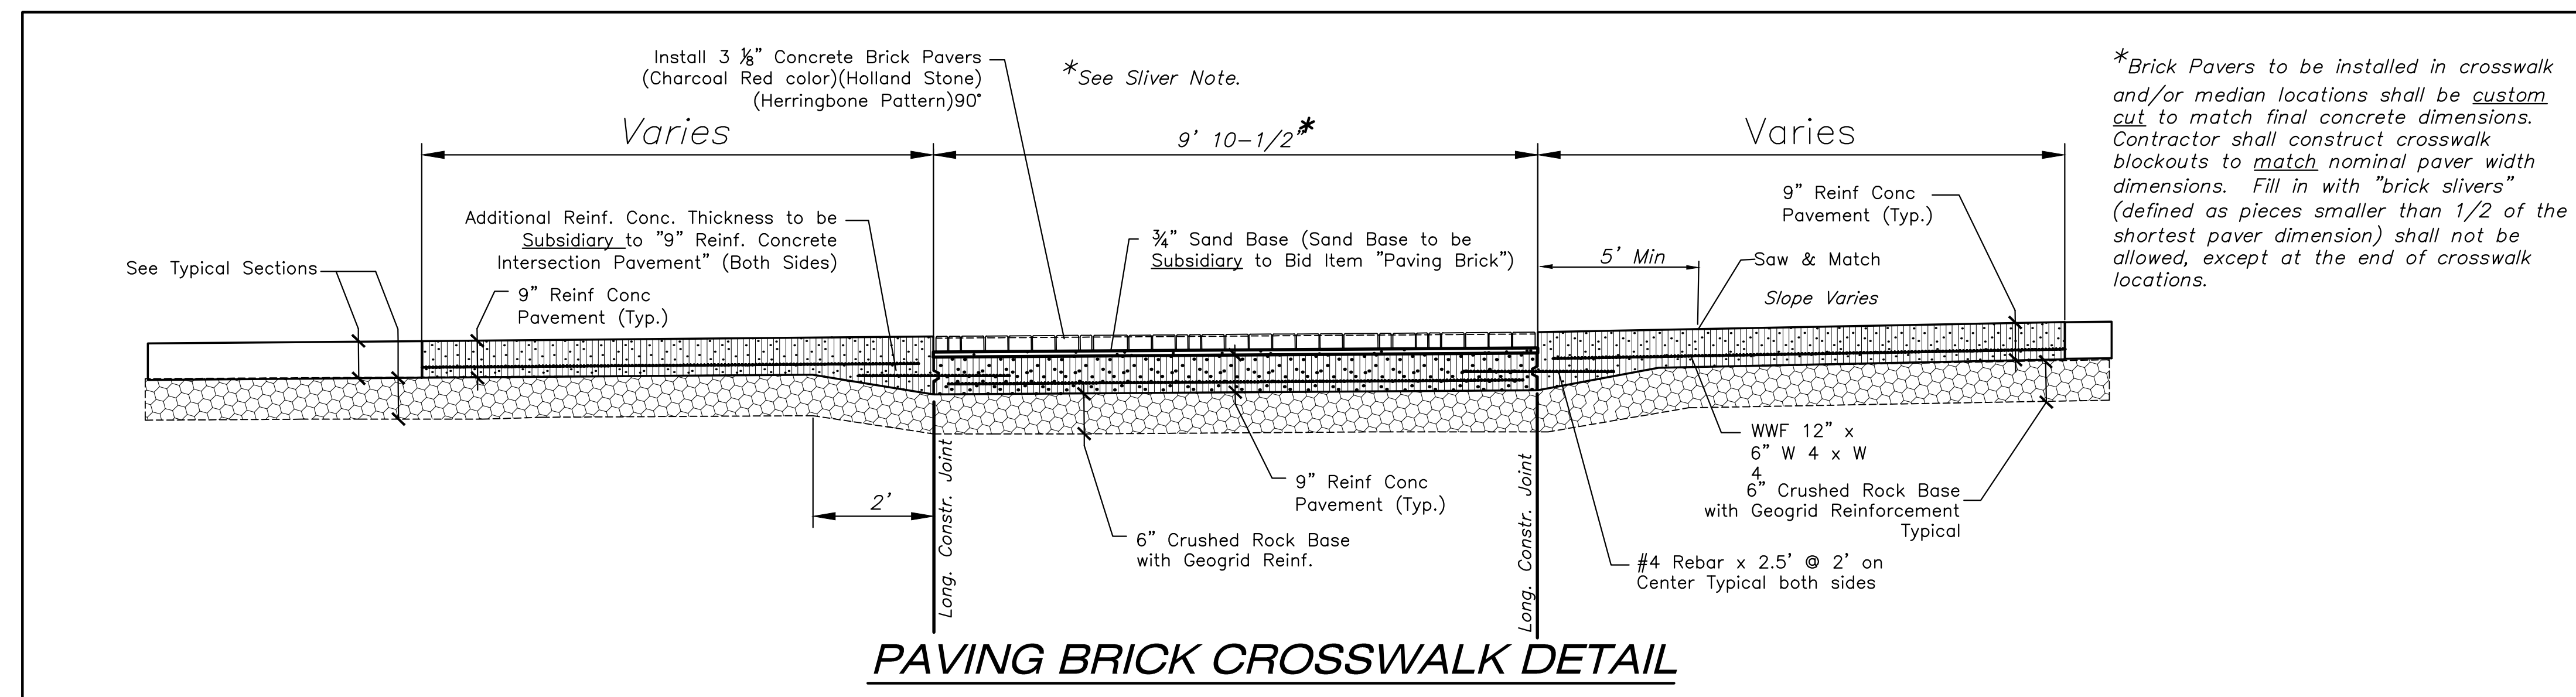 Install 3 ⅛" Concrete Brick Pavers
(Charcoal Red color)(Holland Stone)
(Herringbone Pattern)90°
*See Sliver Note.
Varies
9' 10-1/2"*
Varies
*Brick Pavers to be installed in crosswalk
and/or median locations shall be custom
cut to match final concrete dimensions.
Contractor shall construct crosswalk
blockouts to match nominal paver width
dimensions. Fill in with "brick slivers"
(defined as pieces smaller than 1/2 of the
shortest paver dimension) shall not be
allowed, except at the end of crosswalk
locations.
Additional Reinf. Conc. Thickness to be
Subsidiary to "9" Reinf. Concrete
Intersection Pavement" (Both Sides)
¾" Sand Base (Sand Base to be
Subsidiary to Bid Item "Paving Brick")
9" Reinf Conc
Pavement (Typ.)
5' Min
Saw & Match
Slope Varies
See Typical Sections
9" Reinf Conc
Pavement (Typ.)
2'
Long. Constr. Joint
9" Reinf Conc
Pavement (Typ.)
6" Crushed Rock Base
with Geogrid Reinf.
Long. Constr. Joint
WWF 12" x
6" W 4 x W
4
6" Crushed Rock Base
with Geogrid Reinforcement
Typical
#4 Rebar x 2.5' @ 2' on
Center Typical both sides
PAVING BRICK CROSSWALK DETAIL